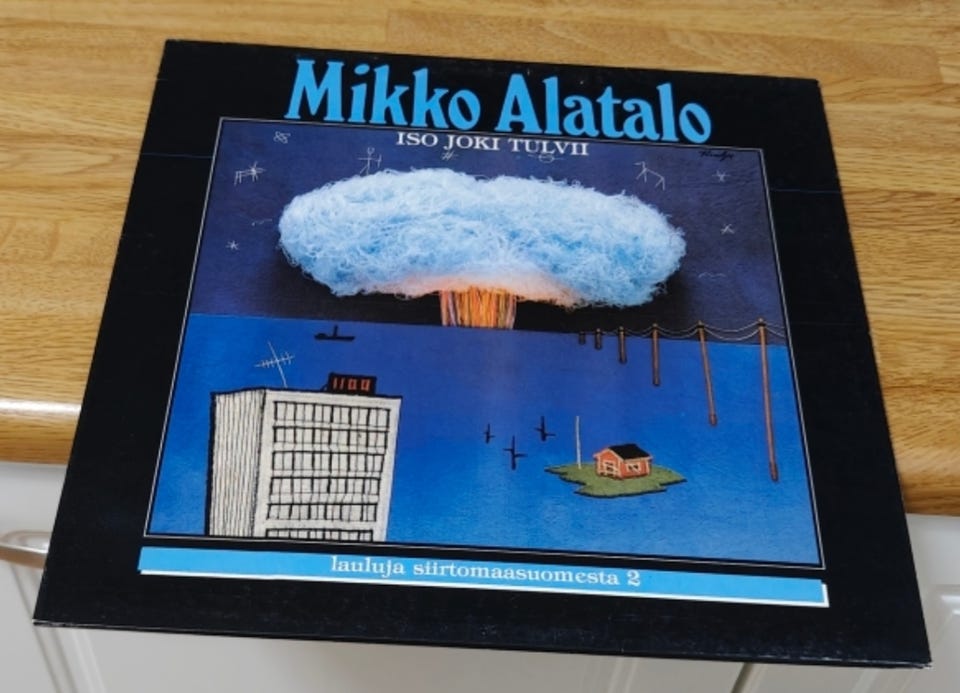 Mikko Alatalo
ISO JOKI TULVII
lauluja siirtomaasuomesta 2